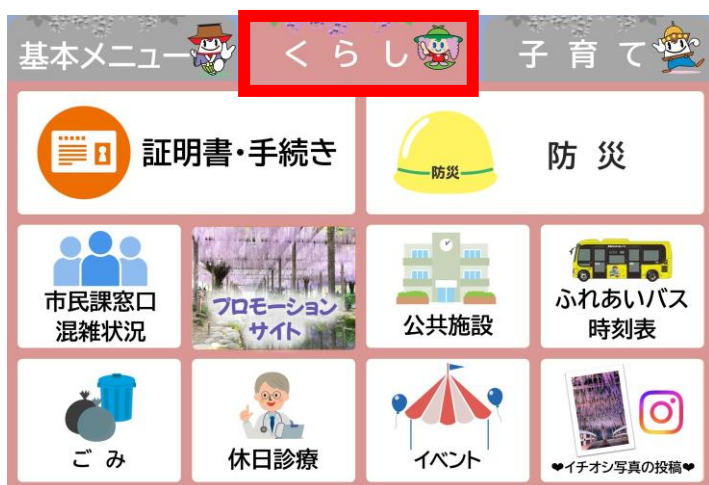 基本メニュー
くらし
子育て
証明書・手続き
防災
防災
市民課窓口
混雑状況
プロモーション
サイト
公共施設
ふれあいバス
時刻表
ごみ
休日診療
イベント
❤イチオシ写真の投稿❤